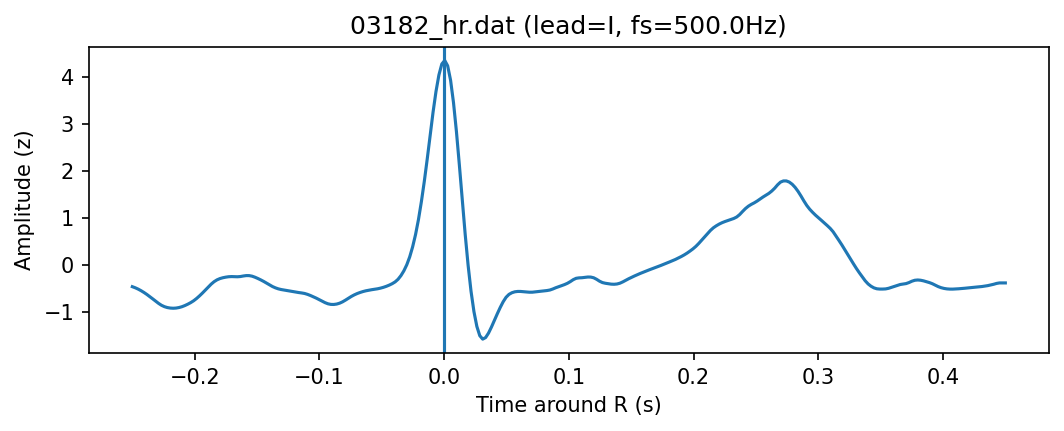 03182_hr.dat (lead=I, fs=500.0Hz)
Amplitude (z)
4
3
2
1
0
−1
−0.2 −0.1 0.0 0.1 0.2 0.3 0.4
Time around R (s)